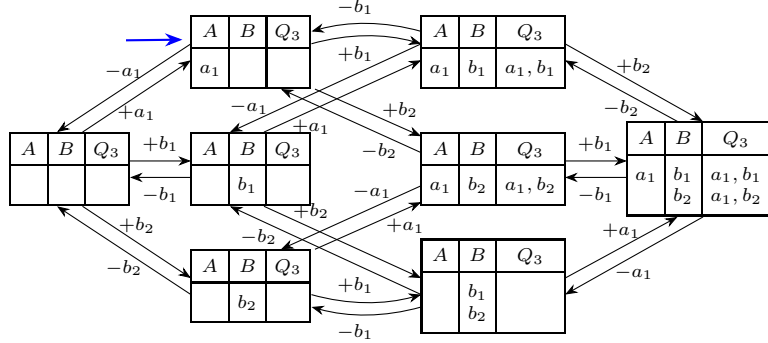 −b₁
A B Q₃ A B Q₃
+b₁ +b₂
−a₁ a₁ a₁ b₁ a₁, b₁
−a₁ +b₂ −b₂
+a₁ +a₁
A B Q₃ +b₁ A B Q₃ −b₂ A B Q₃ +b₁ A B Q₃
b₁ −a₁ a₁ b₂ a₁, b₂ a₁ b₁ a₁, b₁
−b₁ −b₁ b₂ a₁, b₂
+b₂ +b₂ +a₁
−b₂ +a₁
−b₂ A B Q₃ A B Q₃
+b₁ −a₁
b₂ b₁
b₂
−b₁